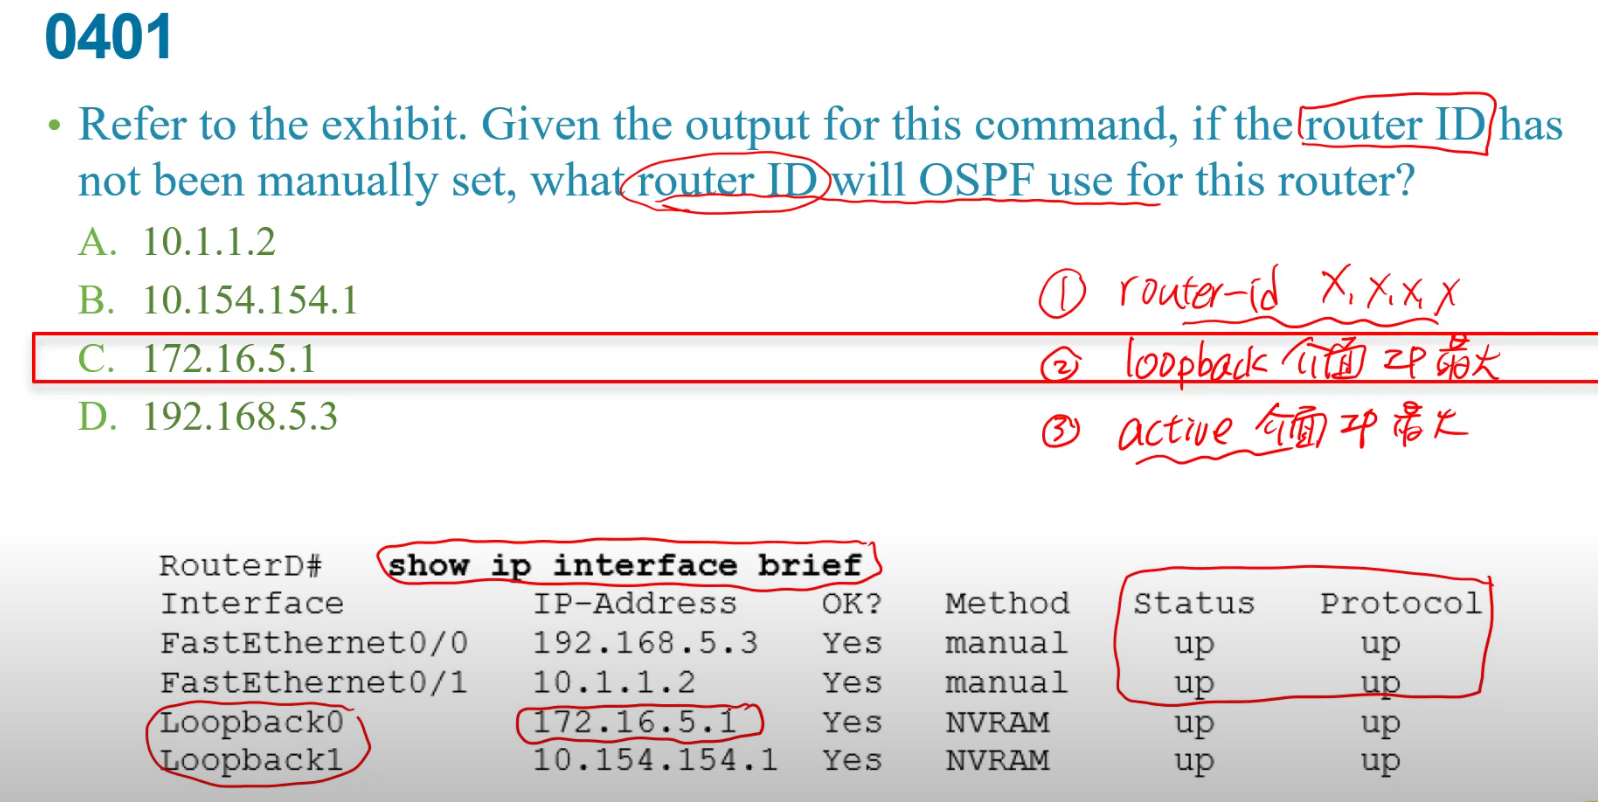 0401
• Refer to the exhibit. Given the output for this command, if the router ID has
not been manually set, what router ID will OSPF use for this router?
A. 10.1.1.2
B. 10.154.154.1
C. 172.16.5.1
D. 192.168.5.3
① router-id X.X.X.X
② loopback 介面 IP 最大
③ active 介面 IP 最大
RouterD# show ip interface brief
Interface IP-Address OK? Method Status Protocol
FastEthernet0/0 192.168.5.3 Yes manual up up
FastEthernet0/1 10.1.1.2 Yes manual up up
Loopback0 172.16.5.1 Yes NVRAM up up
Loopback1 10.154.154.1 Yes NVRAM up up